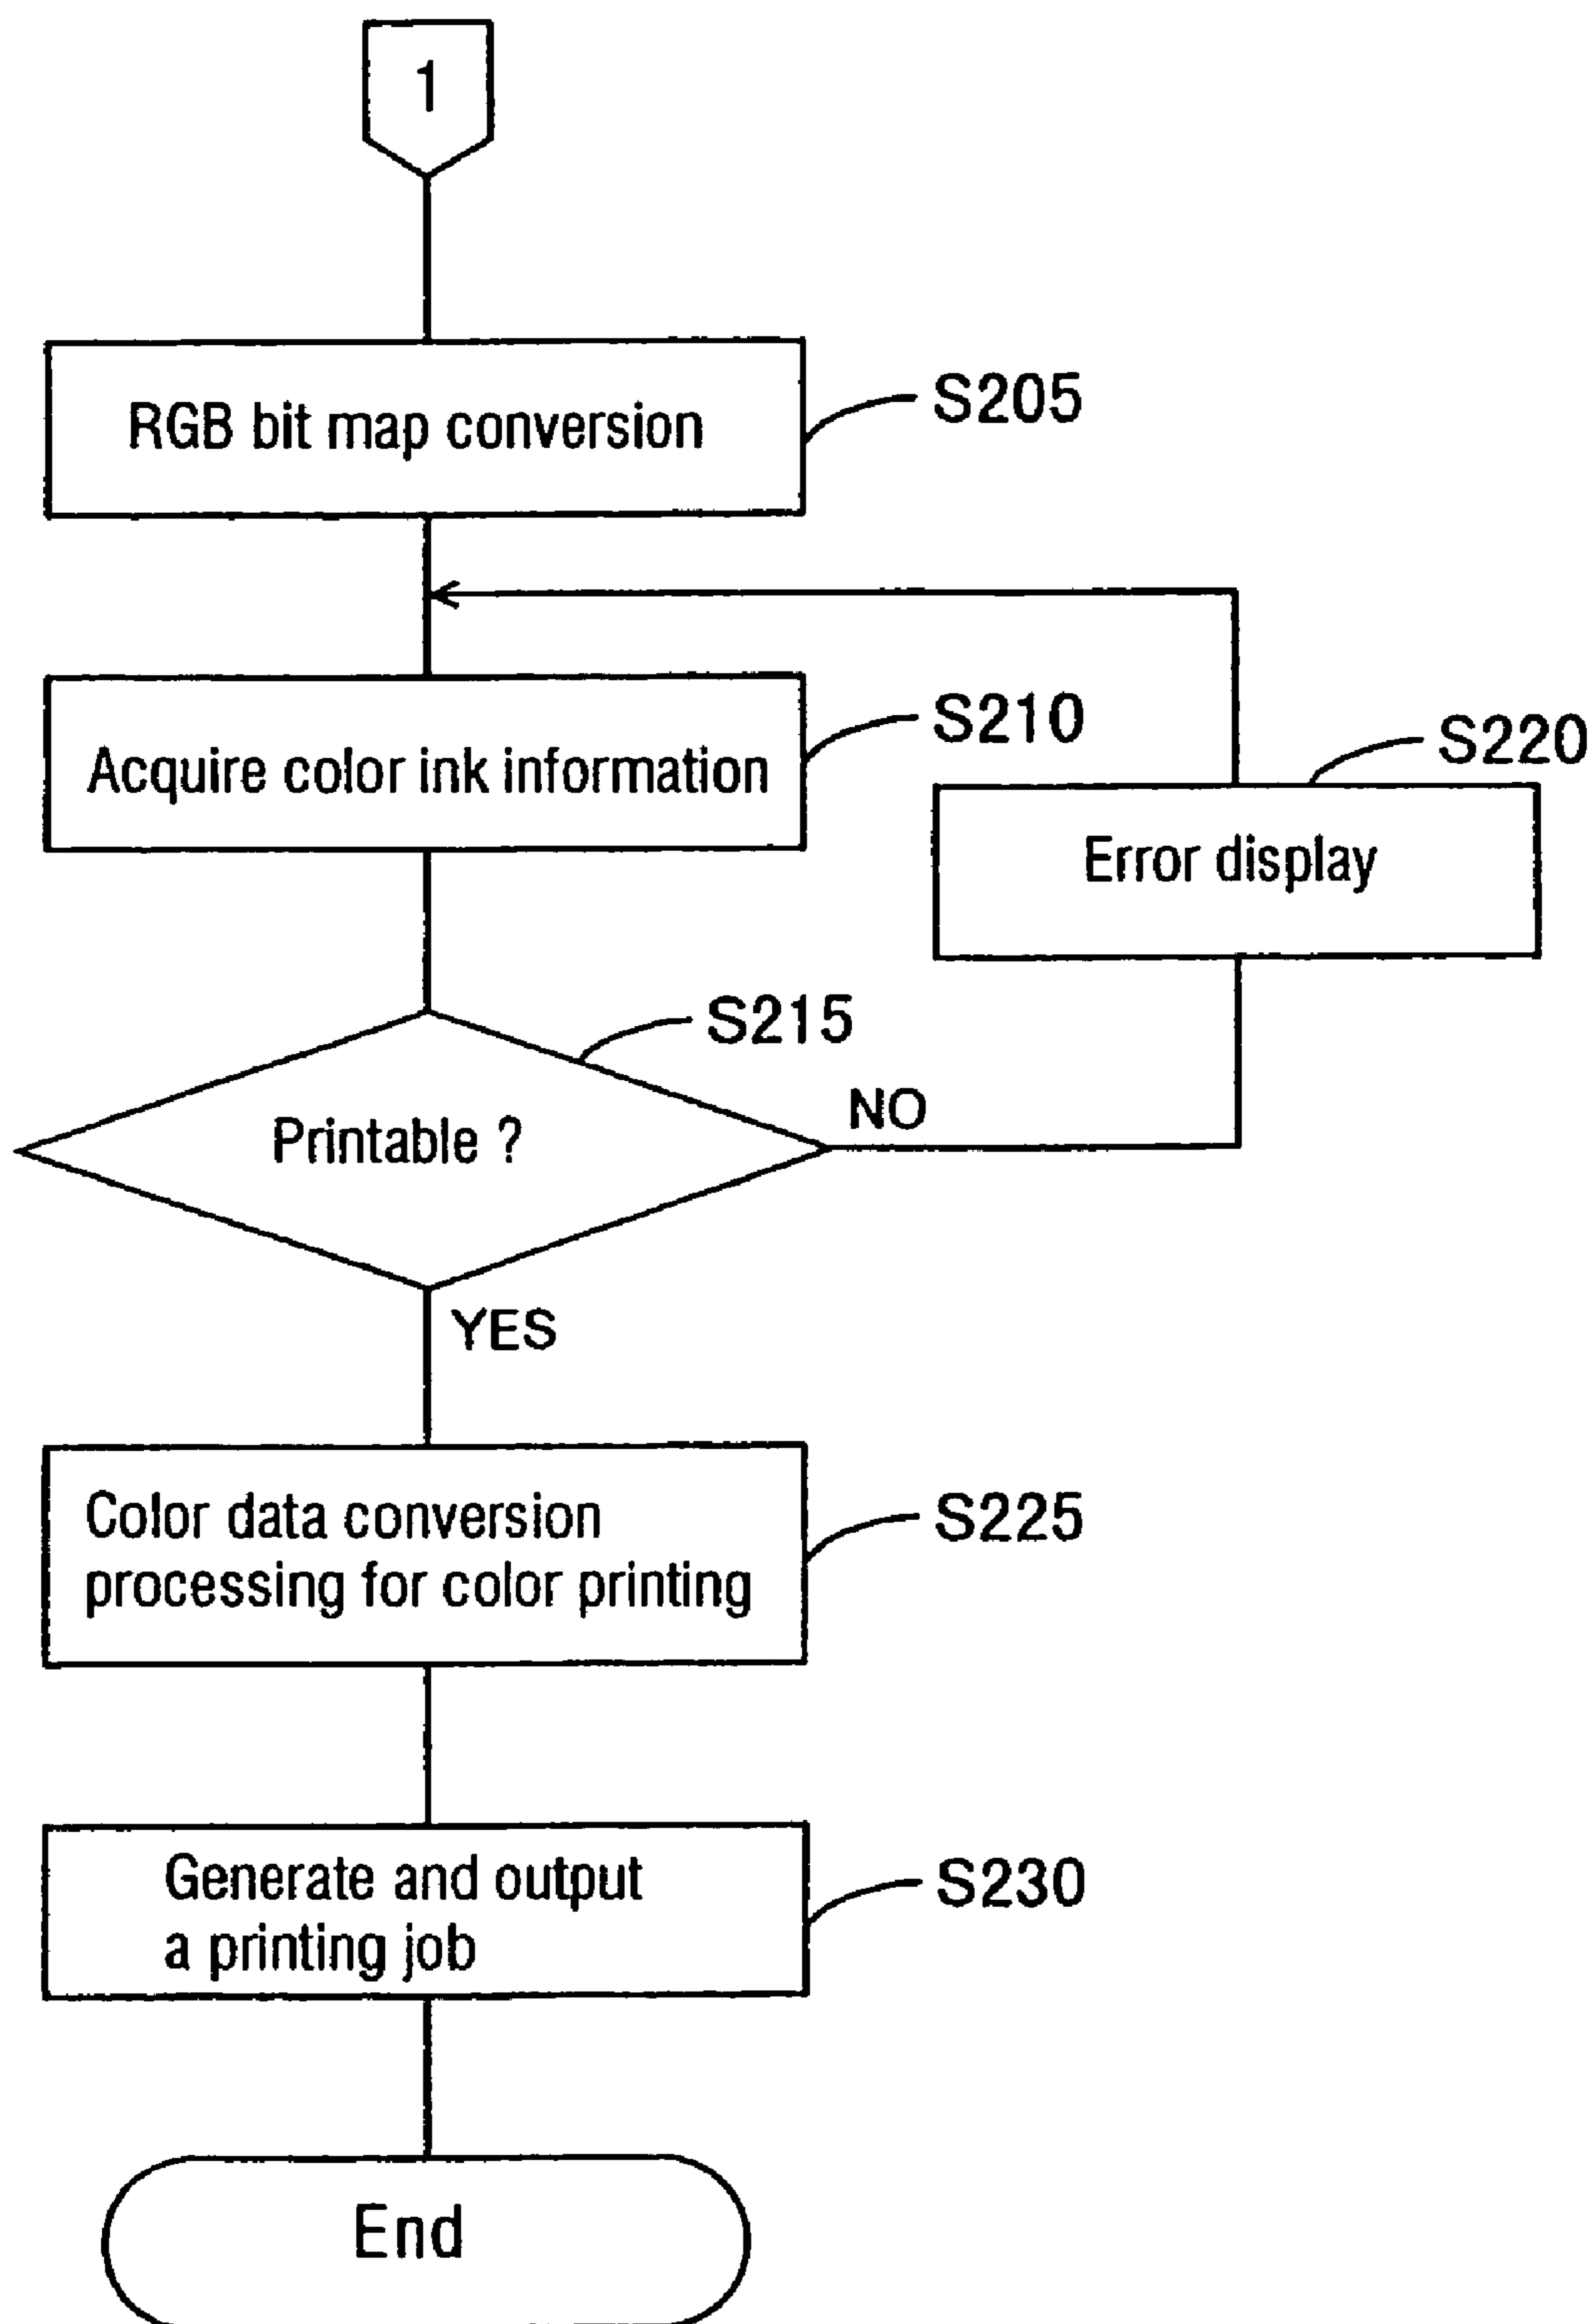 1
RGB bit map conversion
S205
Acquire color ink information
S210
S220
Error display
S215
Printable ?
NO
YES
Color data conversion
processing for color printing
S225
Generate and output
a printing job
S230
End